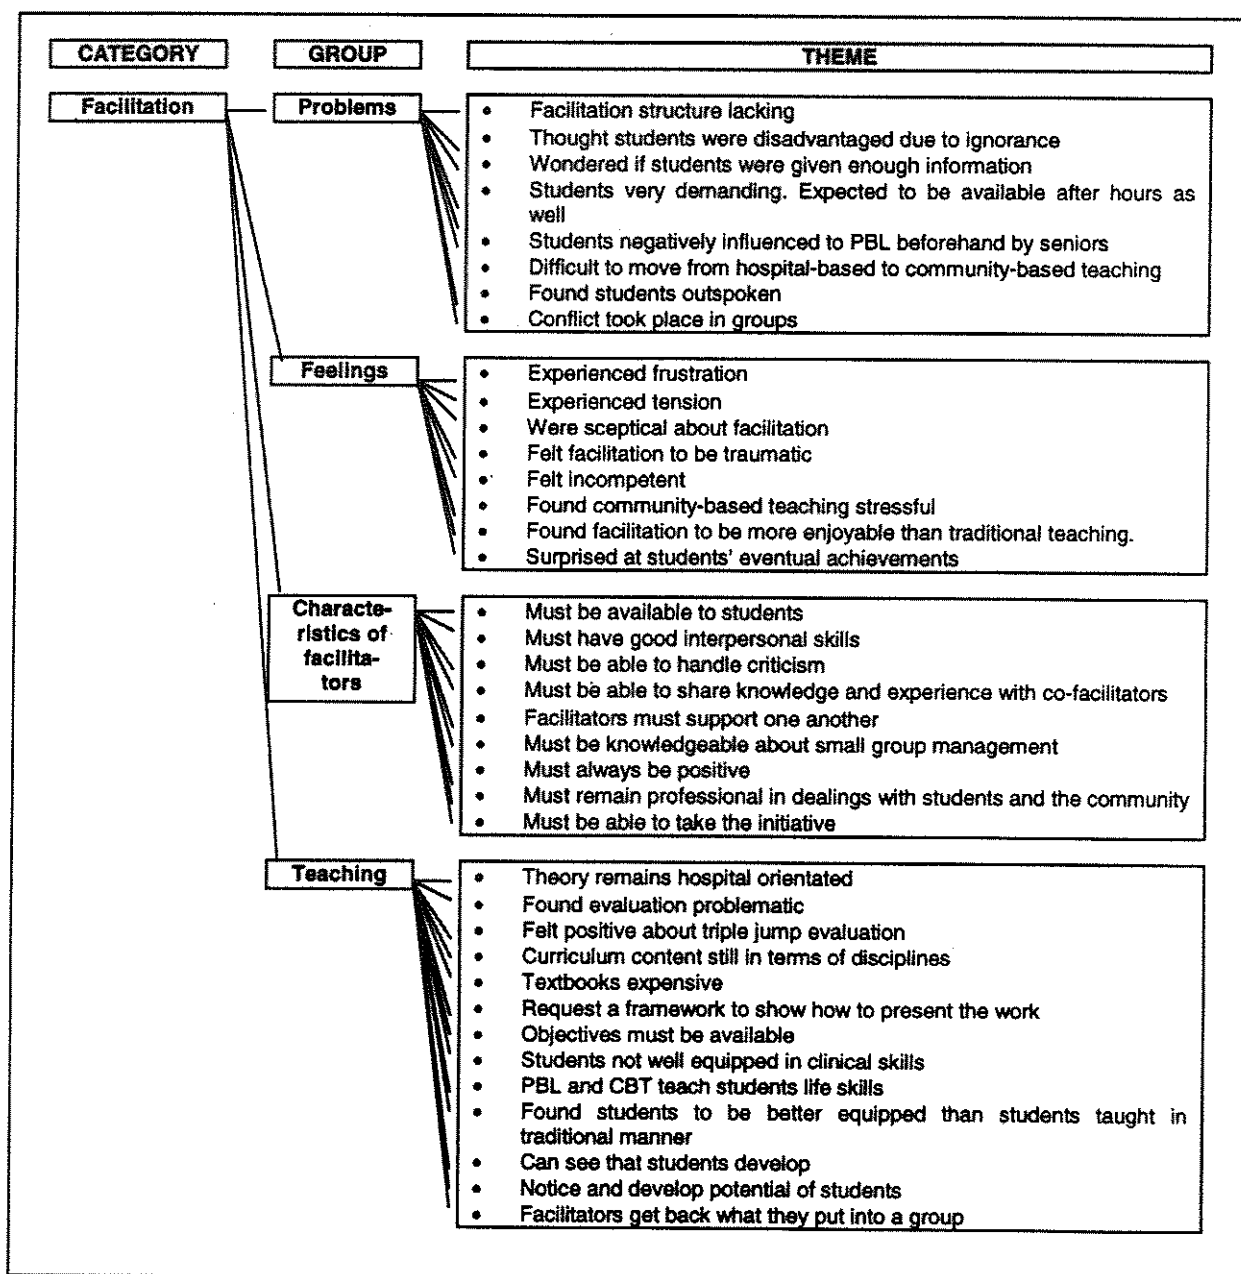 CATEGORY GROUP THEME
Facilitation Problems
• Facilitation structure lacking
• Thought students were disadvantaged due to ignorance
• Wondered if students were given enough information
• Students very demanding. Expected to be available after hours as
well
• Students negatively influenced to PBL beforehand by seniors
• Difficult to move from hospital-based to community-based teaching
• Found students outspoken
• Conflict took place in groups
Feelings
• Experienced frustration
• Experienced tension
• Were sceptical about facilitation
• Felt facilitation to be traumatic
• Felt incompetent
• Found community-based teaching stressful
• Found facilitation to be more enjoyable than traditional teaching.
• Surprised at students' eventual achievements
Characte-
ristics of
facilita-
tors
• Must be available to students
• Must have good interpersonal skills
• Must be able to handle criticism
• Must be able to share knowledge and experience with co-facilitators
• Facilitators must support one another
• Must be knowledgeable about small group management
• Must always be positive
• Must remain professional in dealings with students and the community
• Must be able to take the initiative
Teaching
• Theory remains hospital orientated
• Found evaluation problematic
• Felt positive about triple jump evaluation
• Curriculum content still in terms of disciplines
• Textbooks expensive
• Request a framework to show how to present the work
• Objectives must be available
• Students not well equipped in clinical skills
• PBL and CBT teach students life skills
• Found students to be better equipped than students taught in
traditional manner
• Can see that students develop
• Notice and develop potential of students
• Facilitators get back what they put into a group